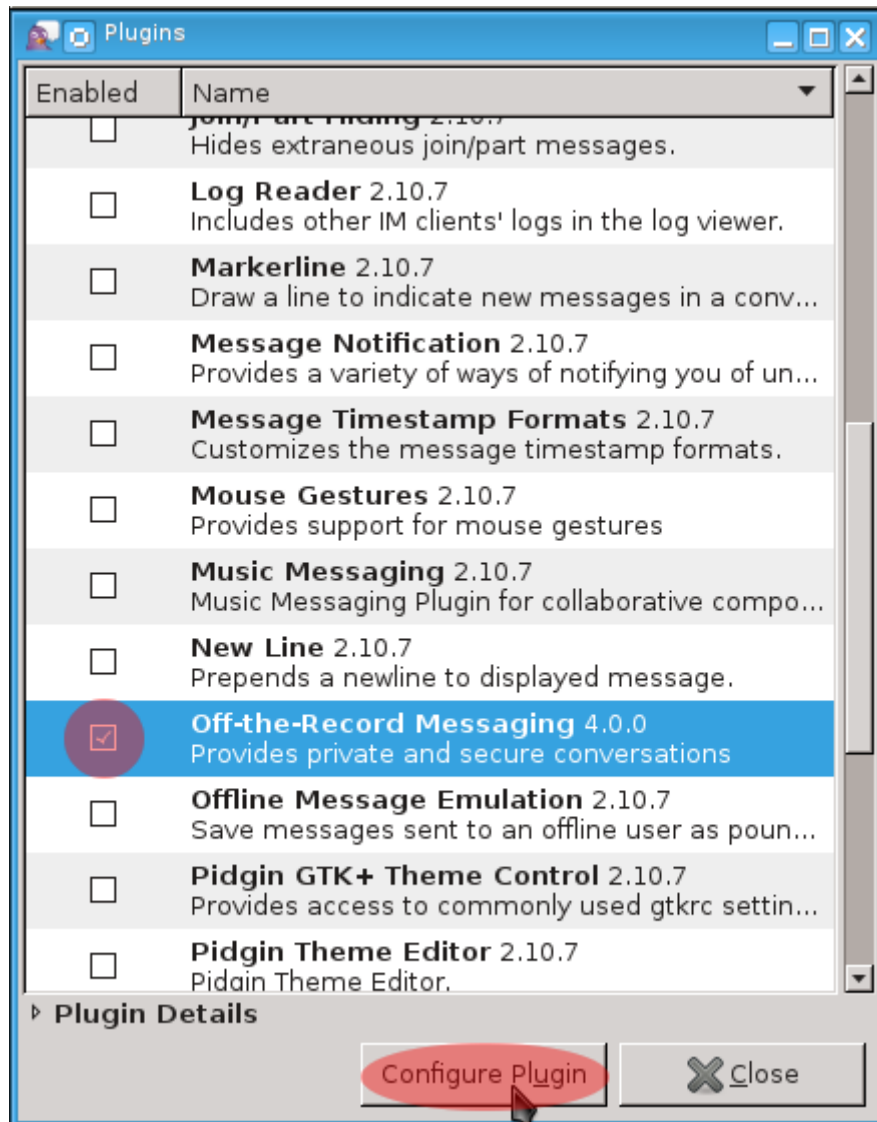 Plugins
Enabled Name
Join/Part Hiding 2.10.7
Hides extraneous join/part messages.
Log Reader 2.10.7
Includes other IM clients' logs in the log viewer.
Markerline 2.10.7
Draw a line to indicate new messages in a conv...
Message Notification 2.10.7
Provides a variety of ways of notifying you of un...
Message Timestamp Formats 2.10.7
Customizes the message timestamp formats.
Mouse Gestures 2.10.7
Provides support for mouse gestures
Music Messaging 2.10.7
Music Messaging Plugin for collaborative compo...
New Line 2.10.7
Prepends a newline to displayed message.
Off-the-Record Messaging 4.0.0
Provides private and secure conversations
Offline Message Emulation 2.10.7
Save messages sent to an offline user as poun...
Pidgin GTK+ Theme Control 2.10.7
Provides access to commonly used gtkrc settin...
Pidgin Theme Editor 2.10.7
Pidgin Theme Editor.
Plugin Details
Configure Plugin
Close